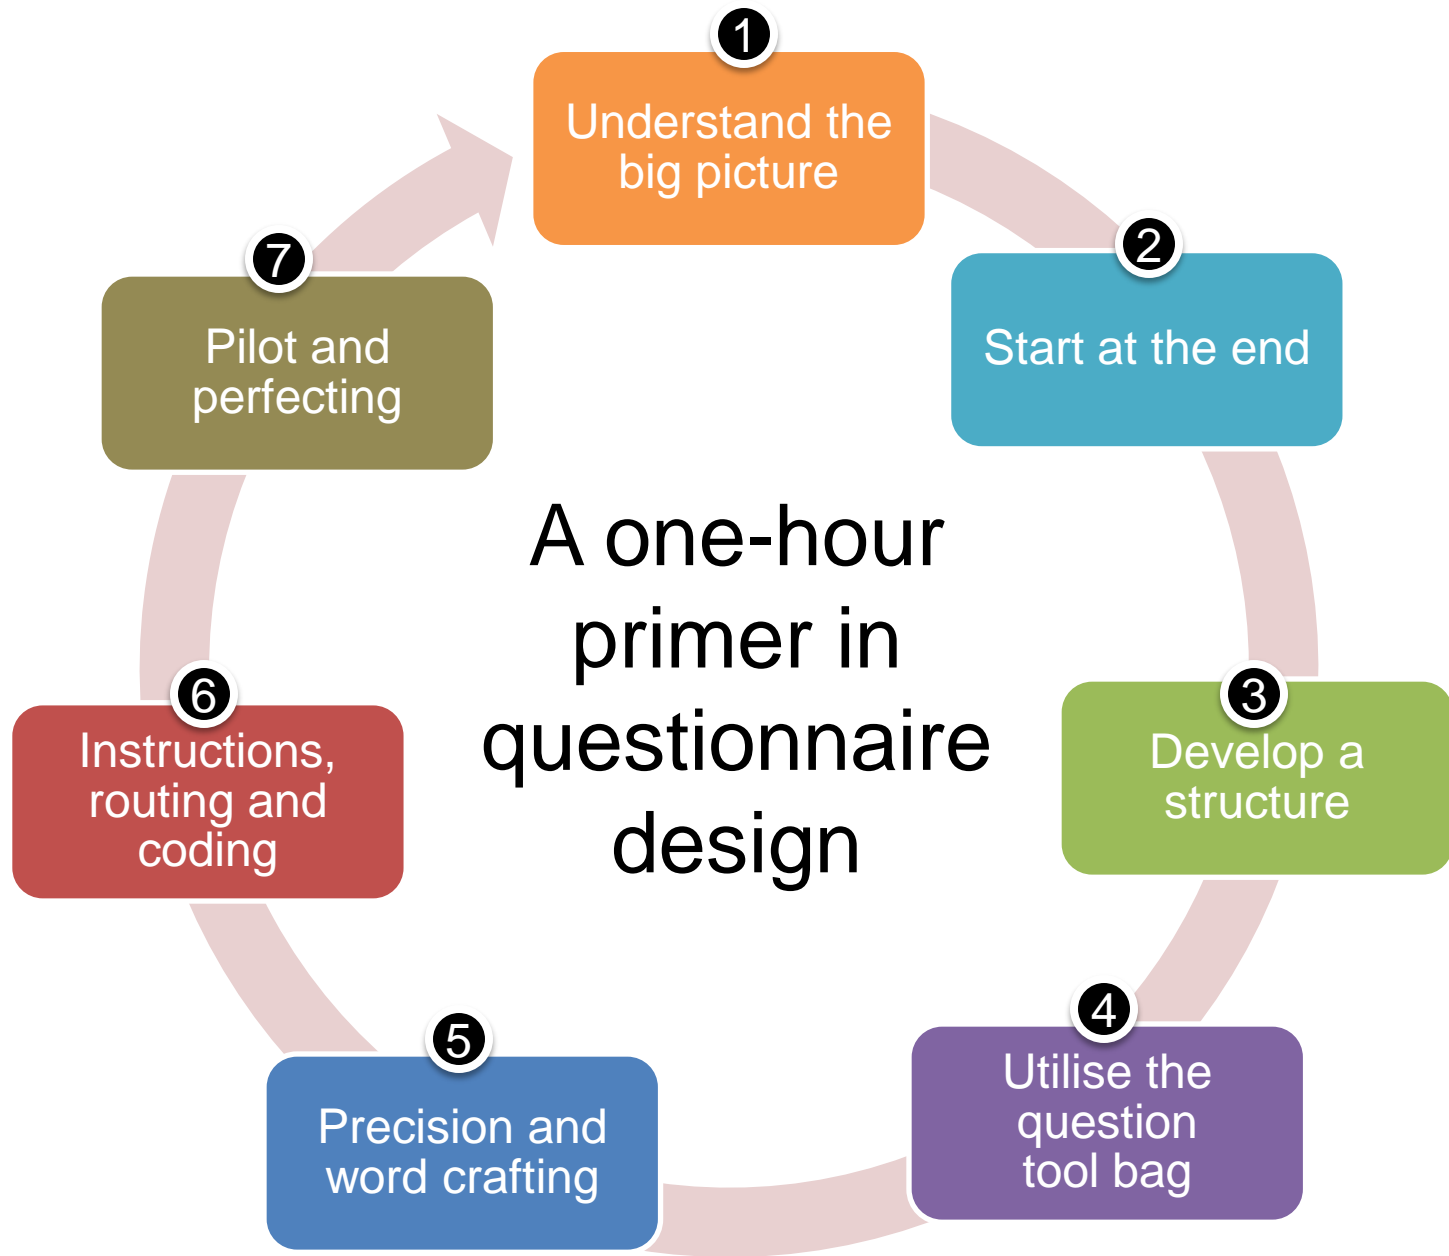 1
Understand the
big picture
2
Start at the end
3
Develop a
structure
4
Utilise the
question
tool bag
5
Precision and
word crafting
6
Instructions,
routing and
coding
7
Pilot and
perfecting
A one-hour
primer in
questionnaire
design